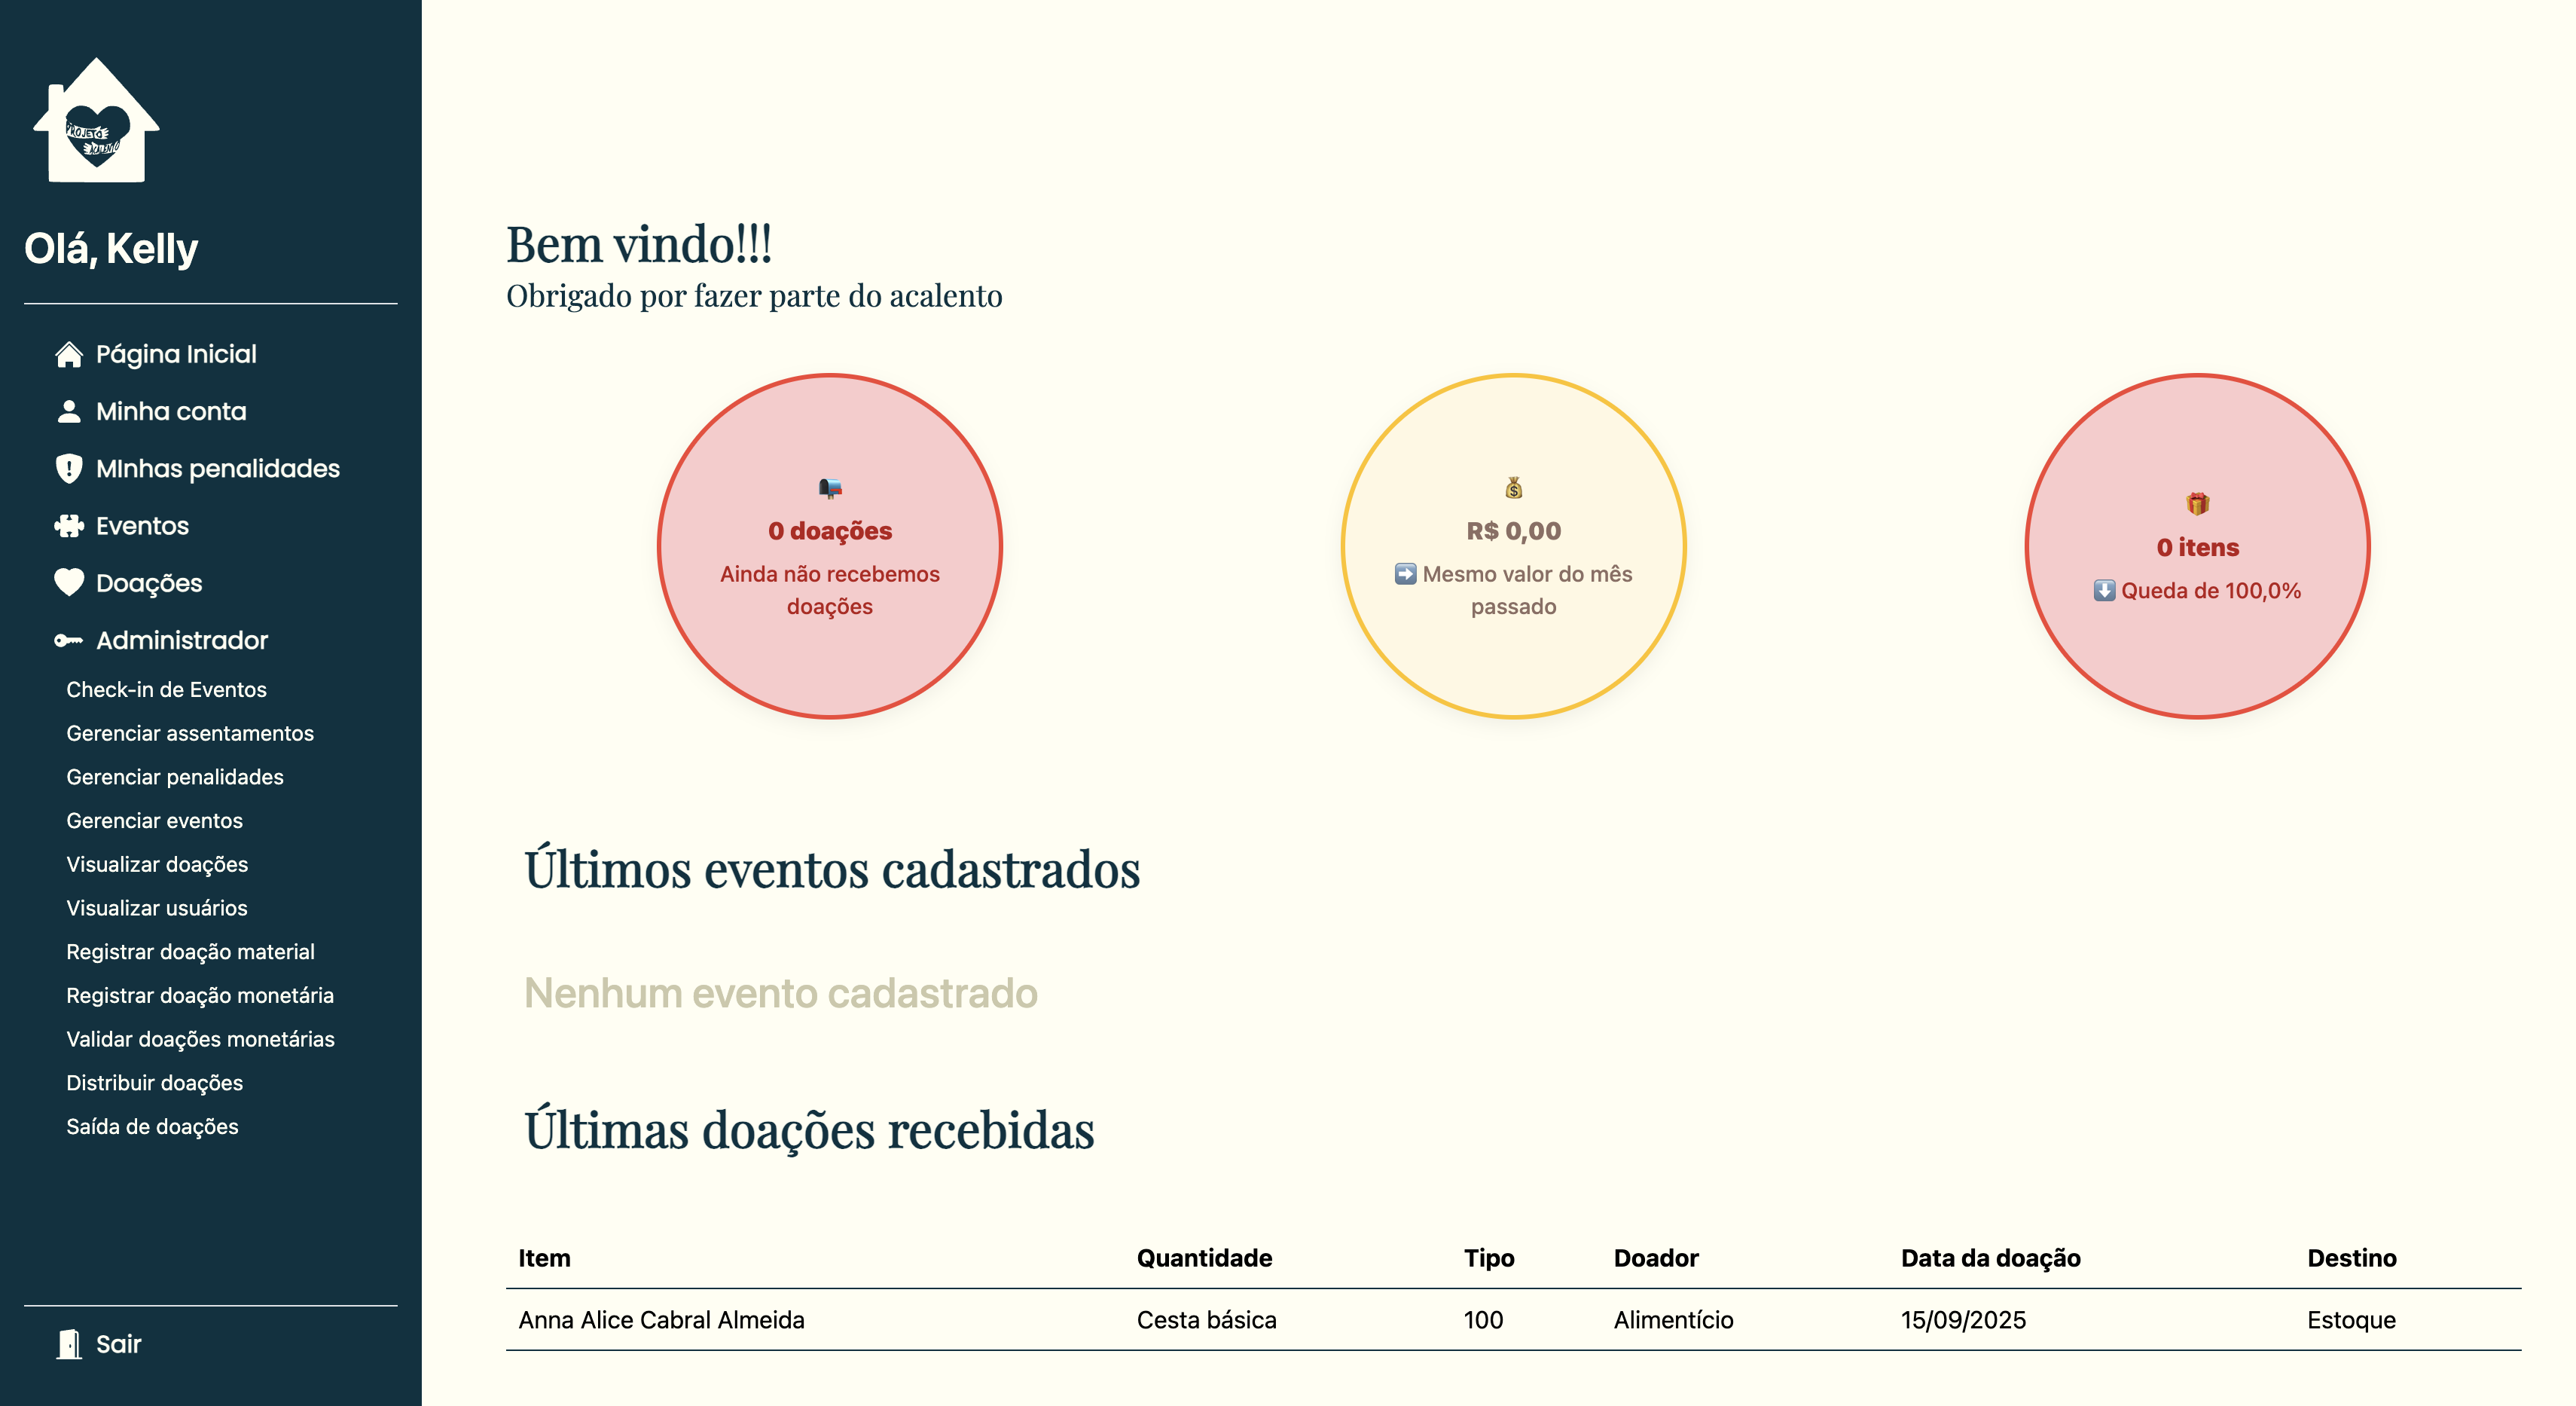 PROJETO
ACALENTO
Olá, Kelly
Página Inicial
Minha conta
MInhas penalidades
Eventos
Doações
Administrador
Check-in de Eventos
Gerenciar assentamentos
Gerenciar penalidades
Gerenciar eventos
Visualizar doações
Visualizar usuários
Registrar doação material
Registrar doação monetária
Validar doações monetárias
Distribuir doações
Saída de doações
Sair
Bem vindo!!!
Obrigado por fazer parte do acalento
0 doações
Ainda não recebemos
doações
R$ 0,00
➡️ Mesmo valor do mês
passado
0 itens
⬇️ Queda de 100,0%
Últimos eventos cadastrados
Nenhum evento cadastrado
Últimas doações recebidas
Item Quantidade Tipo Doador Data da doação Destino
Anna Alice Cabral Almeida Cesta básica 100 Alimentício 15/09/2025 Estoque